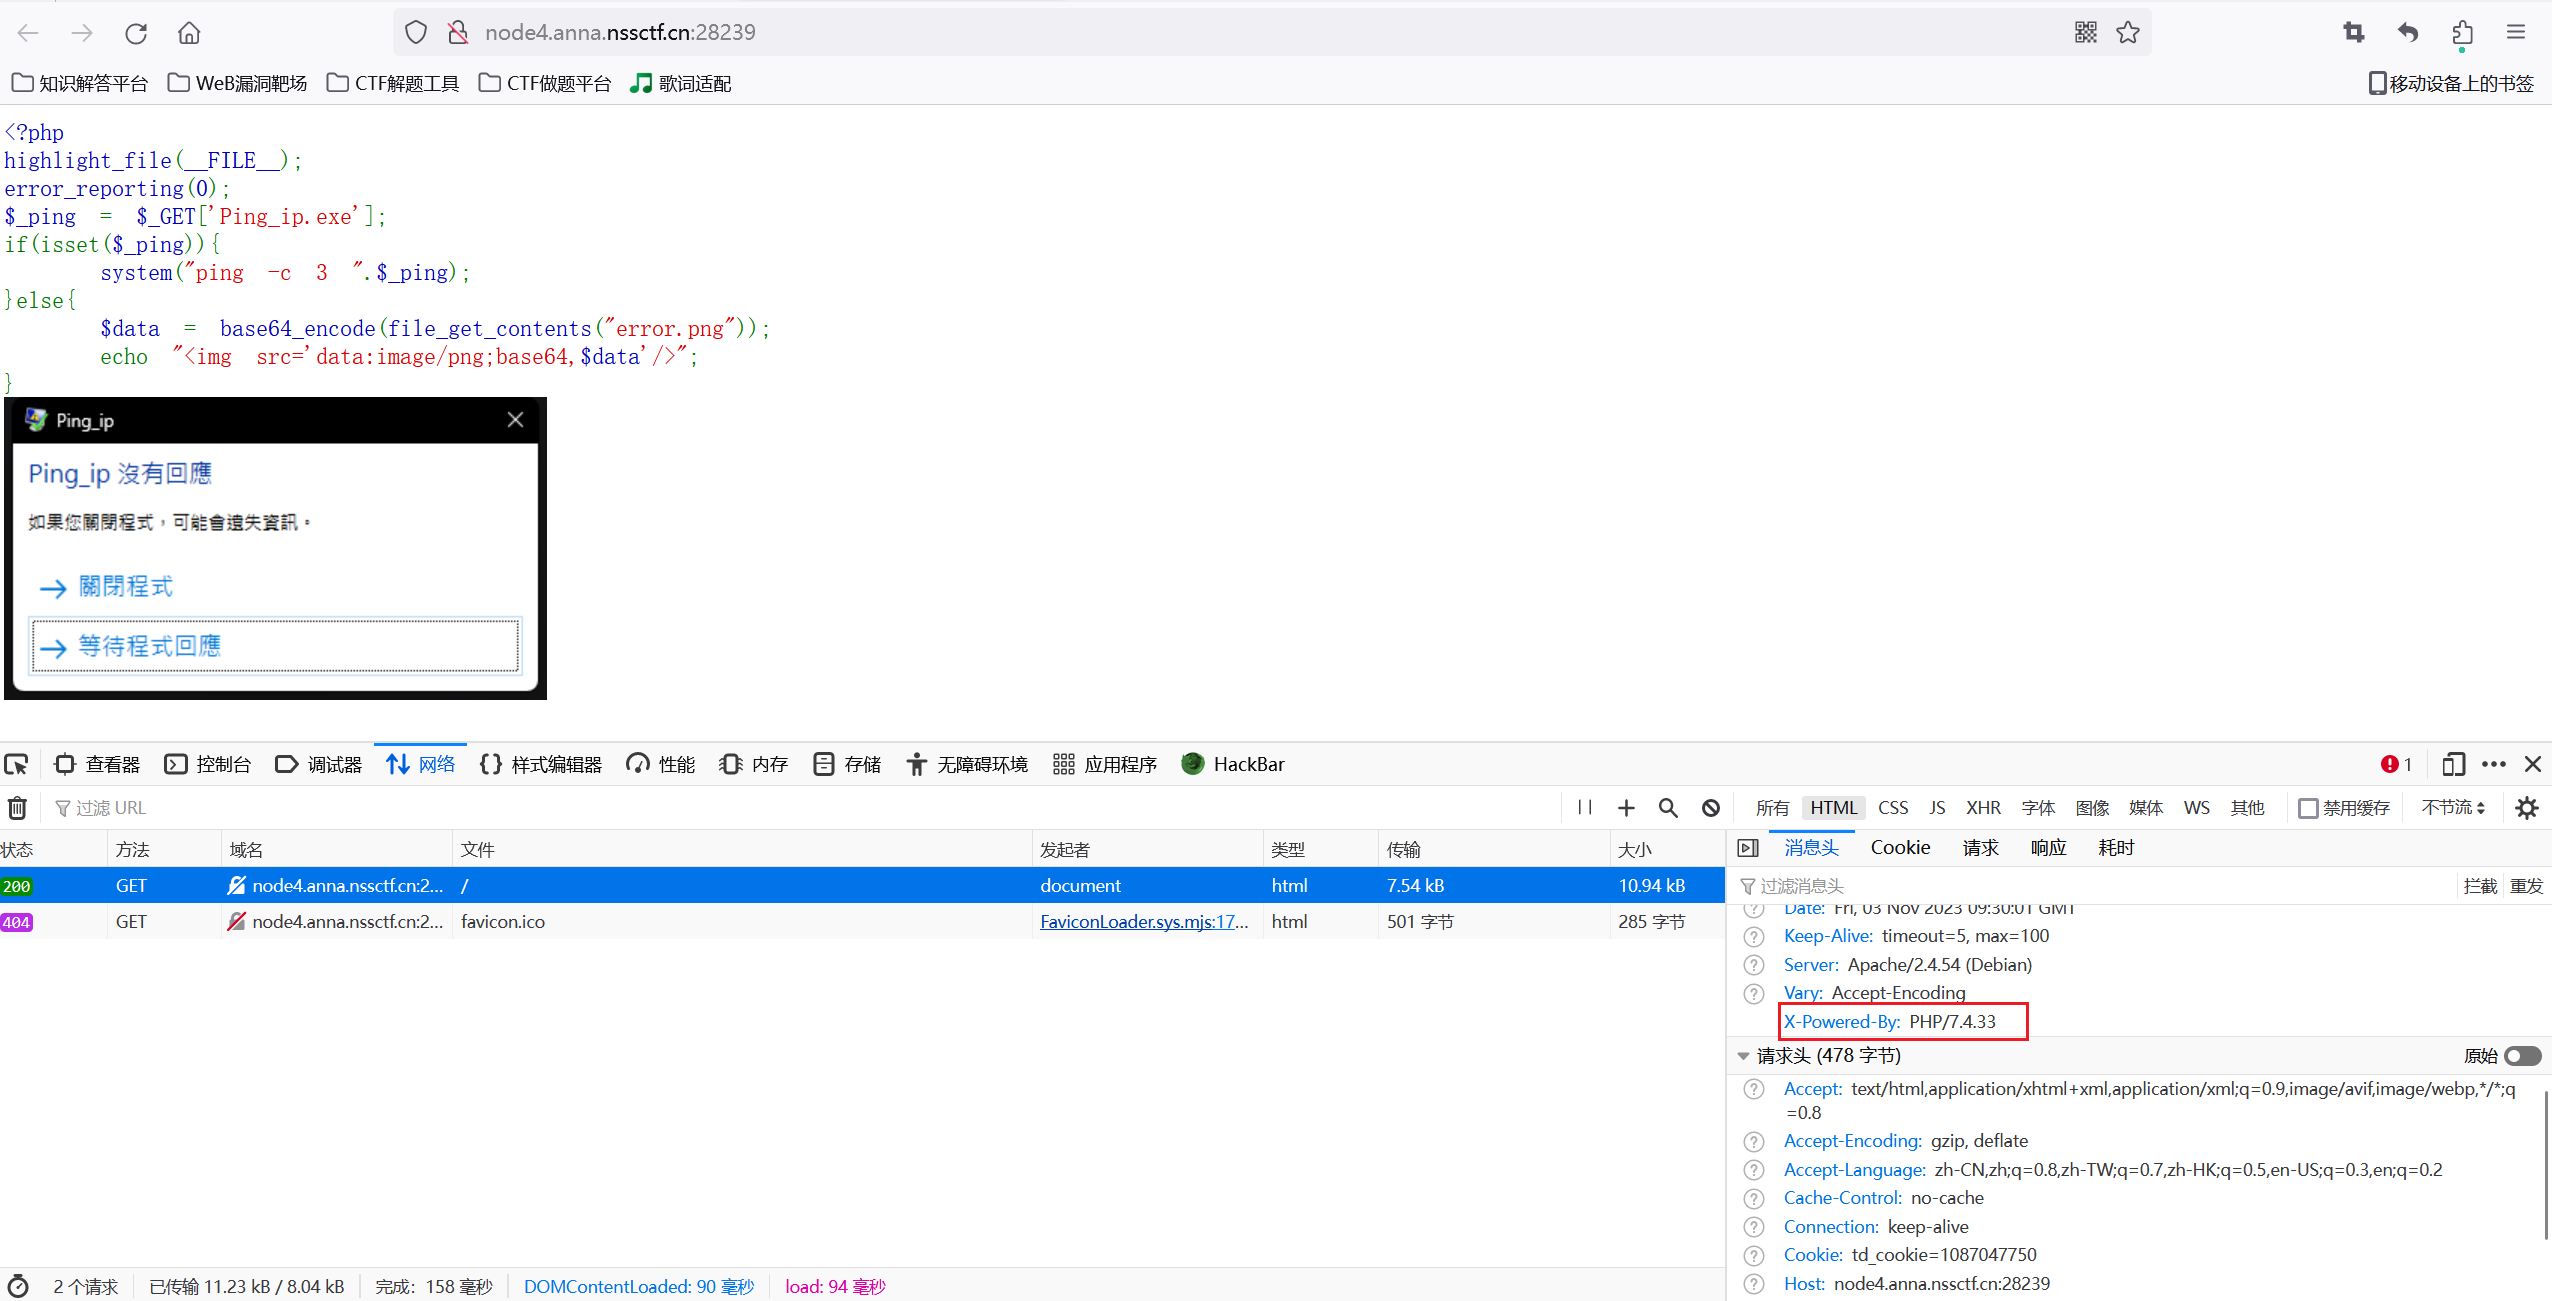 node4.anna.nssctf.cn:28239
知识解答平台 WeB漏洞靶场 CTF解题工具 CTF做题平台 歌词适配 移动设备上的书签
<?php
highlight_file(__FILE__);
error_reporting(0);
$_ping = $_GET['Ping_ip.exe'];
if(isset($_ping)){
system("ping -c 3 ".$_ping);
}else{
$data = base64_encode(file_get_contents("error.png"));
echo "<img src='data:image/png;base64,$data'/>";
}
Ping_ip
Ping_ip 沒有回應
如果您關閉程式，可能會遺失資訊。
→ 關閉程式
→ 等待程式回應
查看器 控制台 调试器 网络 样式编辑器 性能 内存 存储 无障碍环境 应用程序 HackBar 1
过滤 URL 所有 HTML CSS JS XHR 字体 图像 媒体 WS 其他 禁用缓存 不节流
状态 方法 域名 文件 发起者 类型 传输 大小
200 GET node4.anna.nssctf.cn:2... / document html 7.54 kB 10.94 kB
404 GET node4.anna.nssctf.cn:2... favicon.ico FaviconLoader.sys.mjs:17... html 501 字节 285 字节
消息头 Cookie 请求 响应 耗时
过滤消息头 拦截 重发
Date: Fri, 03 Nov 2023 09:30:01 GMT
Keep-Alive: timeout=5, max=100
Server: Apache/2.4.54 (Debian)
Vary: Accept-Encoding
X-Powered-By: PHP/7.4.33
请求头 (478 字节) 原始
Accept: text/html,application/xhtml+xml,application/xml;q=0.9,image/avif,image/webp,*/*;q
=0.8
Accept-Encoding: gzip, deflate
Accept-Language: zh-CN,zh;q=0.8,zh-TW;q=0.7,zh-HK;q=0.5,en-US;q=0.3,en;q=0.2
Cache-Control: no-cache
Connection: keep-alive
Cookie: td_cookie=1087047750
Host: node4.anna.nssctf.cn:28239
2 个请求 已传输 11.23 kB / 8.04 kB 完成：158 毫秒 DOMContentLoaded: 90 毫秒 load: 94 毫秒